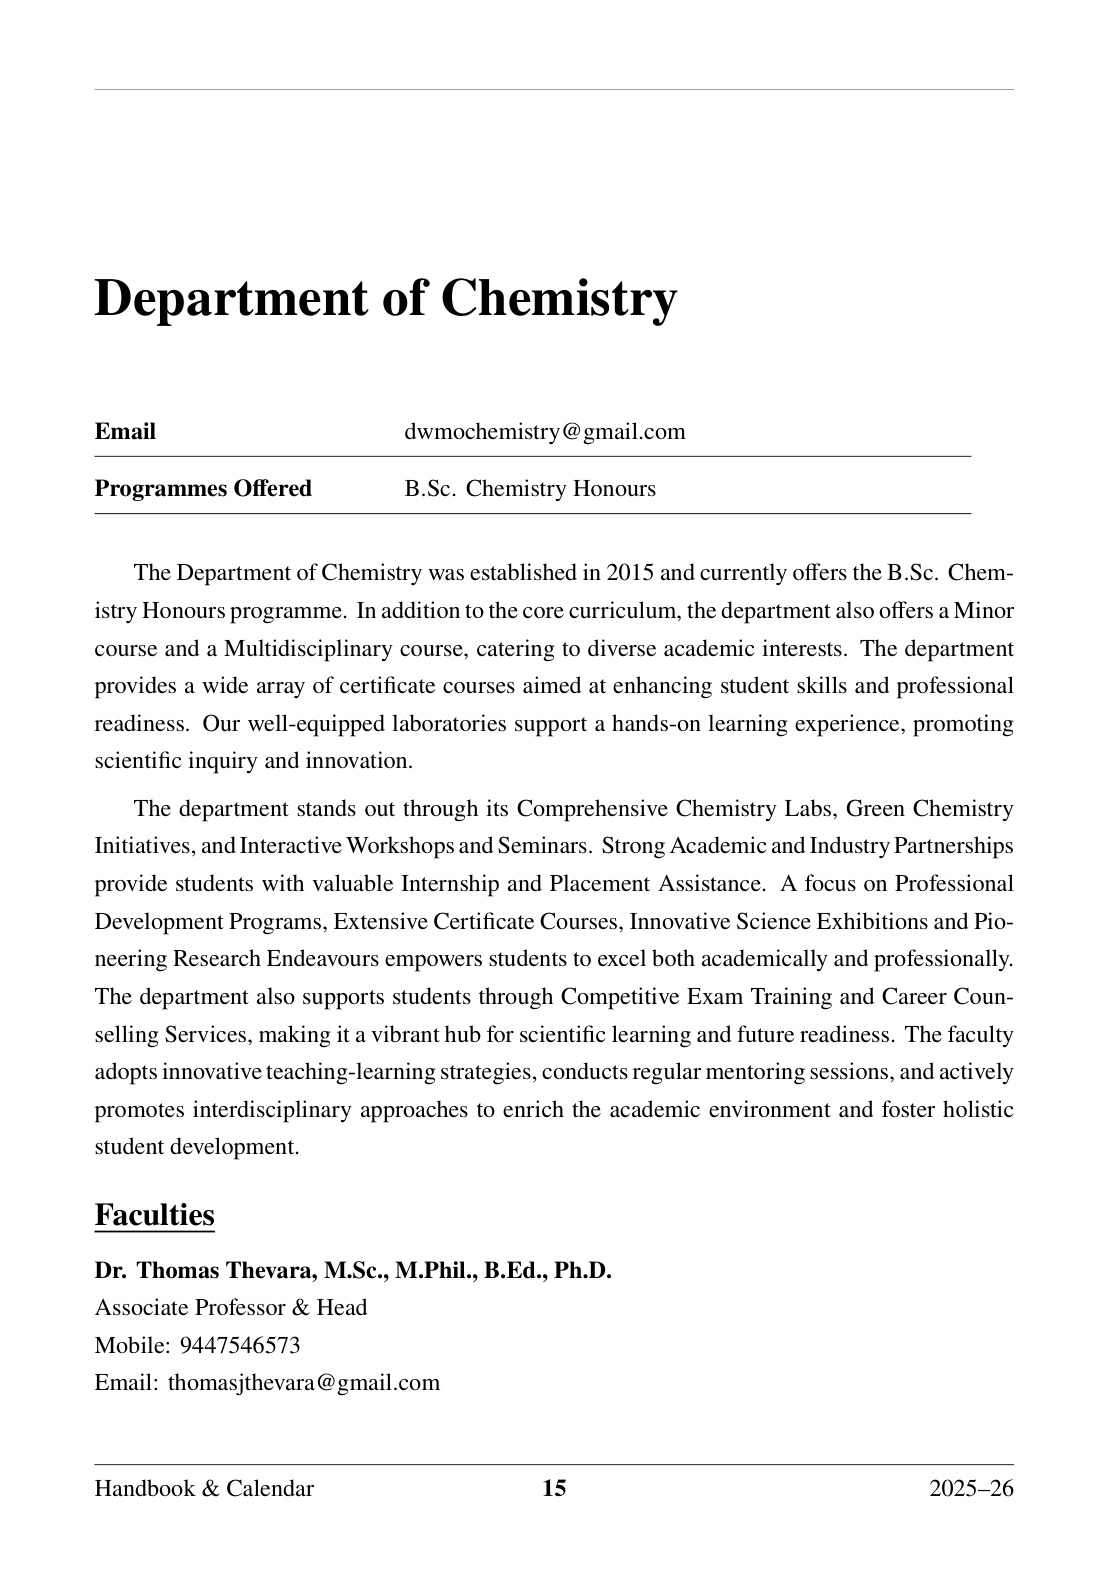 Department of Chemistry
Email dwmochemistry@gmail.com
Programmes Offered B.Sc. Chemistry Honours
The Department of Chemistry was established in 2015 and currently offers the B.Sc. Chem-
istry Honours programme. In addition to the core curriculum, the department also offers a Minor
course and a Multidisciplinary course, catering to diverse academic interests. The department
provides a wide array of certificate courses aimed at enhancing student skills and professional
readiness. Our well-equipped laboratories support a hands-on learning experience, promoting
scientific inquiry and innovation.
The department stands out through its Comprehensive Chemistry Labs, Green Chemistry
Initiatives, and Interactive Workshops and Seminars. Strong Academic and Industry Partnerships
provide students with valuable Internship and Placement Assistance. A focus on Professional
Development Programs, Extensive Certificate Courses, Innovative Science Exhibitions and Pio-
neering Research Endeavours empowers students to excel both academically and professionally.
The department also supports students through Competitive Exam Training and Career Coun-
selling Services, making it a vibrant hub for scientific learning and future readiness. The faculty
adopts innovative teaching-learning strategies, conducts regular mentoring sessions, and actively
promotes interdisciplinary approaches to enrich the academic environment and foster holistic
student development.
Faculties
Dr. Thomas Thevara, M.Sc., M.Phil., B.Ed., Ph.D.
Associate Professor & Head
Mobile: 9447546573
Email: thomasjthevara@gmail.com
Handbook & Calendar 15 2025–26